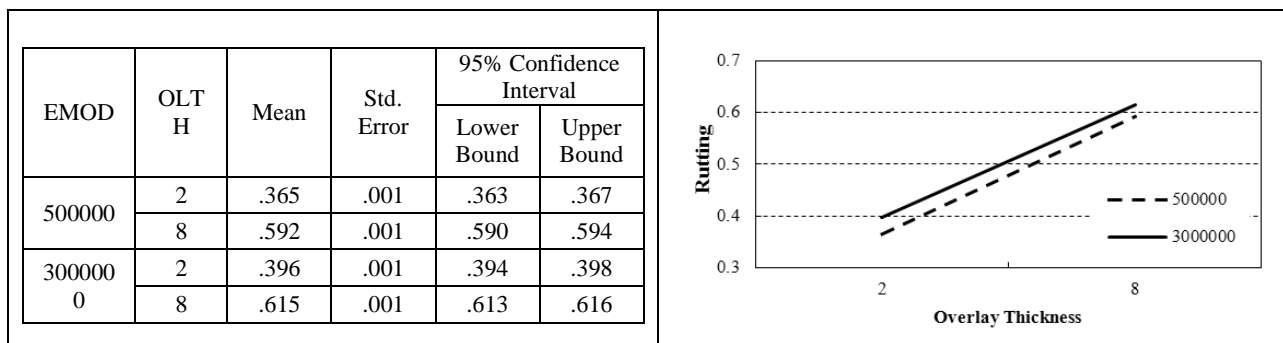 EMOD OLT H Mean Std. Error 95% Confidence Interval
Lower Bound Upper Bound
500000 2 .365 .001 .363 .367
8 .592 .001 .590 .594
3000000 2 .396 .001 .394 .398
8 .615 .001 .613 .616
0.7
0.6
0.5
0.4
0.3
Rutting
500000
3000000
2 8
Overlay Thickness